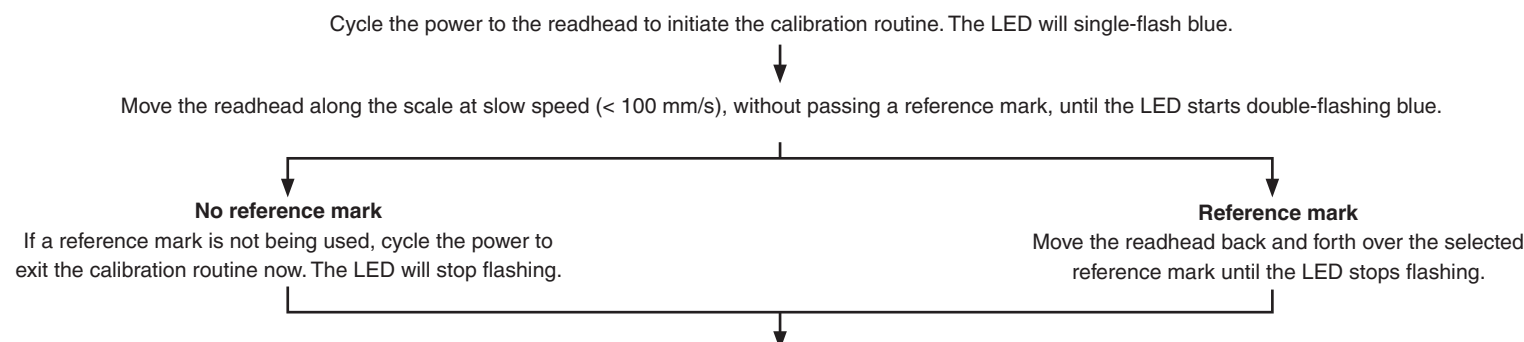 Cycle the power to the readhead to initiate the calibration routine. The LED will single-flash blue.
Move the readhead along the scale at slow speed (< 100 mm/s), without passing a reference mark, until the LED starts double-flashing blue.
No reference mark
If a reference mark is not being used, cycle the power to
exit the calibration routine now. The LED will stop flashing.
Reference mark
Move the readhead back and forth over the selected
reference mark until the LED stops flashing.